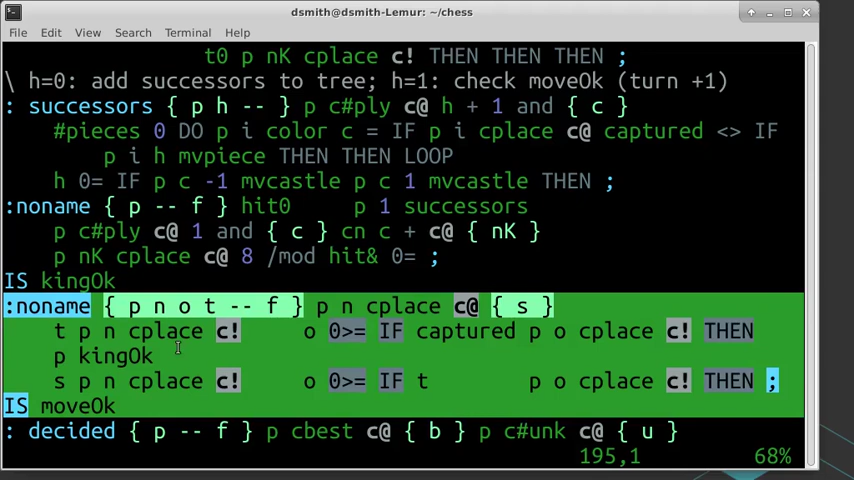 dsmith@dsmith-Lemur: ~/chess
File Edit View Search Terminal Help
t0 p nK cplace c! THEN THEN THEN ;
\ h=0: add successors to tree; h=1: check moveOk (turn +1)
: successors { p h -- } p c#ply c@ h + 1 and { c }
#pieces 0 DO p i color c = IF p i cplace c@ captured <> IF
p i h mvpiece THEN THEN LOOP
h 0= IF p c -1 mvcastle p c 1 mvcastle THEN ;
:noname { p -- f } hit0 p 1 successors
p c#ply c@ 1 and { c } cn c + c@ { nK }
p nK cplace c@ 8 /mod hit& 0= ;
IS kingOk
:noname { p n o t -- f } p n cplace c@ { s }
t p n cplace c! o 0>= IF captured p o cplace c! THEN
p kingOk
s p n cplace c! o 0>= IF t p o cplace c! THEN ;
IS moveOk
: decided { p -- f } p cbest c@ { b } p c#unk c@ { u }
195,1 68%